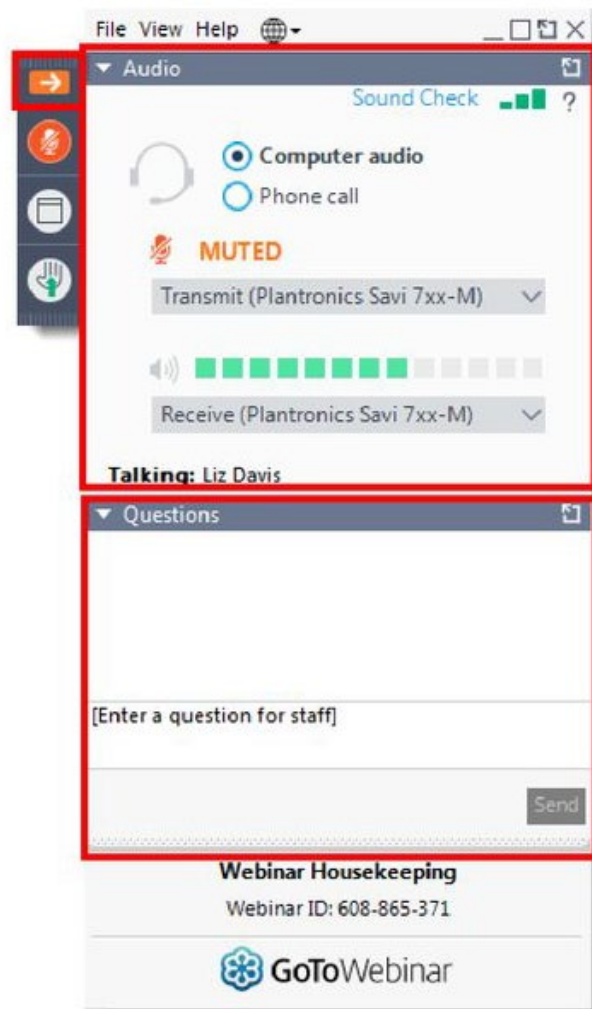 File View Help
Audio
Sound Check ?
Computer audio
Phone call
MUTED
Transmit (Plantronics Savi 7xx-M)
Receive (Plantronics Savi 7xx-M)
Talking: Liz Davis
Questions
[Enter a question for staff]
Send
Webinar Housekeeping
Webinar ID: 608-865-371
GoToWebinar